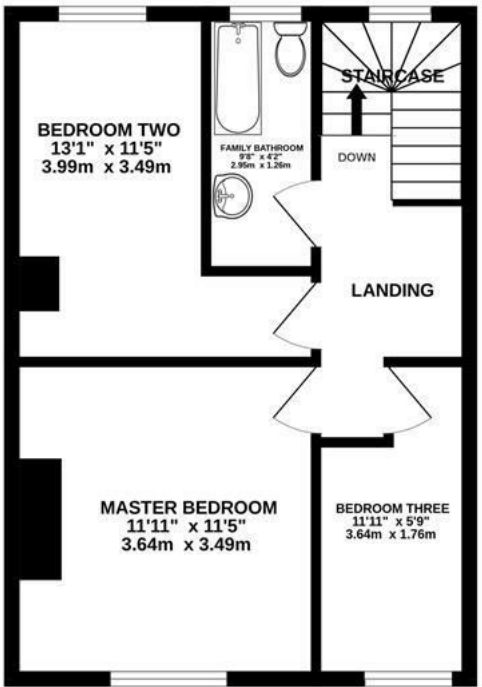 STAIRCASE
BEDROOM TWO
13'1" x 11'5"
3.99m x 3.49m
FAMILY BATHROOM
9'8" x 4'2"
2.95m x 1.26m
DOWN
LANDING
MASTER BEDROOM
11'11" x 11'5"
3.64m x 3.49m
BEDROOM THREE
11'11" x 5'9"
3.64m x 1.76m